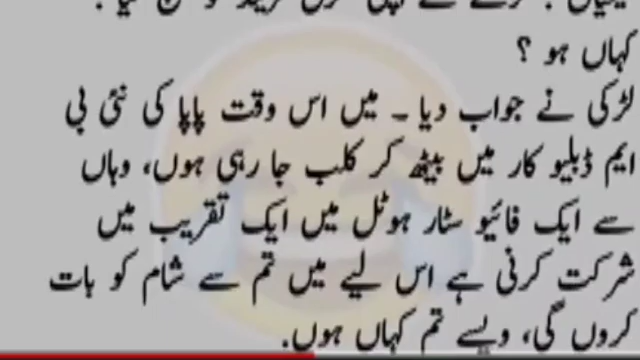 کہاں ہو ؟
لڑکی نے جواب دیا ۔ میں اس وقت پاپا کی نئی بی
ایم ڈبلیو کار میں بیٹھ کر کلب جا رہی ہوں، وہاں
سے ایک فائیو سٹار ہوٹل میں ایک تقریب میں
شرکت کرنی ہے اس لیے میں تم سے شام کو بات
کروں گی، ویسے تم کہاں ہوں.